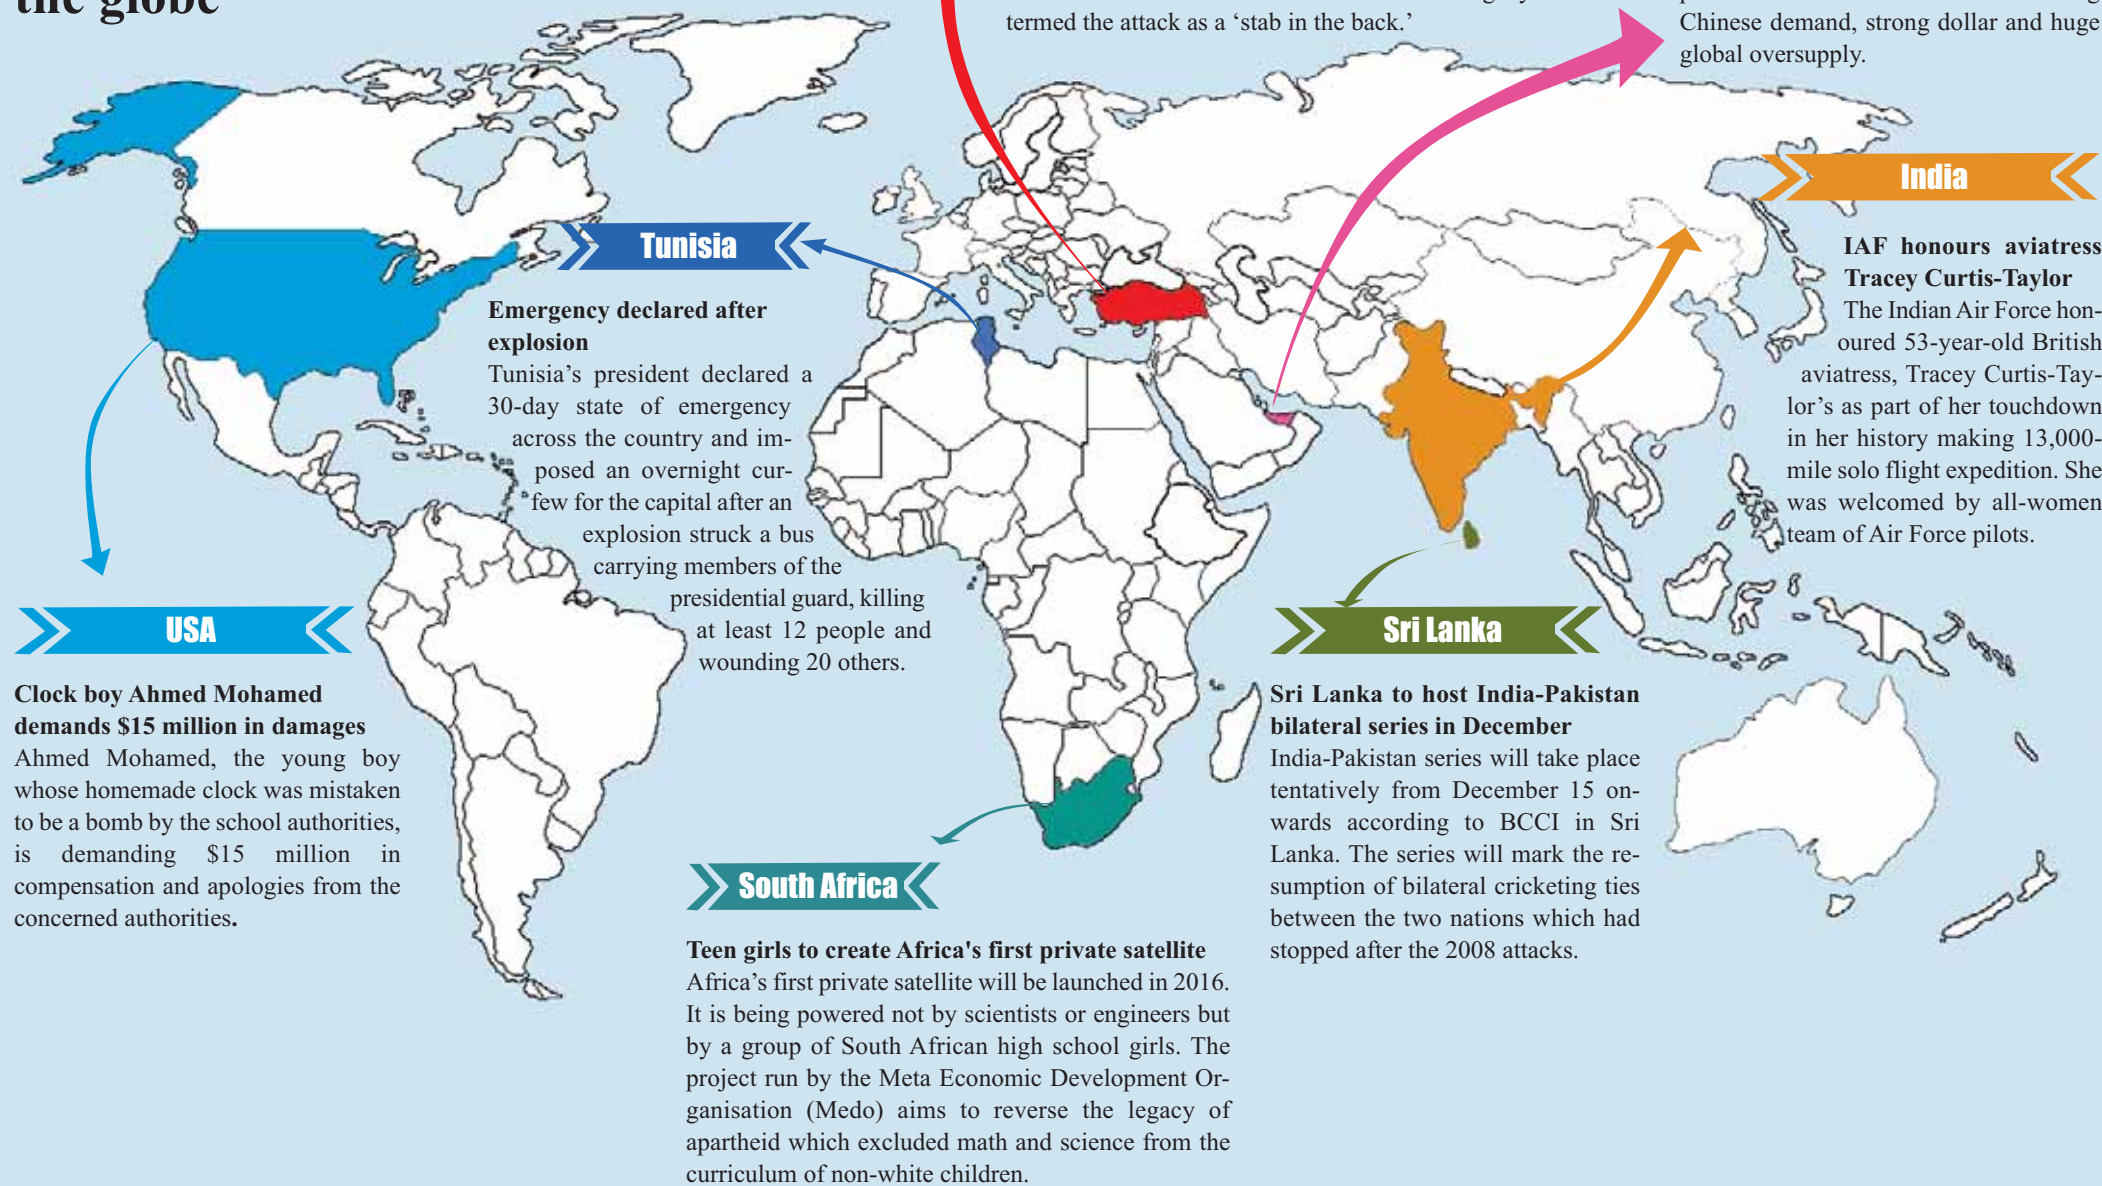 the globe
termed the attack as a ‘stab in the back.’
Chinese demand, strong dollar and huge
global oversupply.
India
IAF honours aviatress
Tracey Curtis-Taylor
The Indian Air Force hon-
oured 53-year-old British
aviatress, Tracey Curtis-Tay-
lor’s as part of her touchdown
in her history making 13,000-
mile solo flight expedition. She
was welcomed by all-women
team of Air Force pilots.
Tunisia
Emergency declared after
explosion
Tunisia’s president declared a
30-day state of emergency
across the country and im-
posed an overnight cur-
few for the capital after an
explosion struck a bus
carrying members of the
presidential guard, killing
at least 12 people and
wounding 20 others.
USA
Clock boy Ahmed Mohamed
demands $15 million in damages
Ahmed Mohamed, the young boy
whose homemade clock was mistaken
to be a bomb by the school authorities,
is demanding $15 million in
compensation and apologies from the
concerned authorities.
Sri Lanka
Sri Lanka to host India-Pakistan
bilateral series in December
India-Pakistan series will take place
tentatively from December 15 on-
wards according to BCCI in Sri
Lanka. The series will mark the re-
sumption of bilateral cricketing ties
between the two nations which had
stopped after the 2008 attacks.
South Africa
Teen girls to create Africa's first private satellite
Africa’s first private satellite will be launched in 2016.
It is being powered not by scientists or engineers but
by a group of South African high school girls. The
project run by the Meta Economic Development Or-
ganisation (Medo) aims to reverse the legacy of
apartheid which excluded math and science from the
curriculum of non-white children.